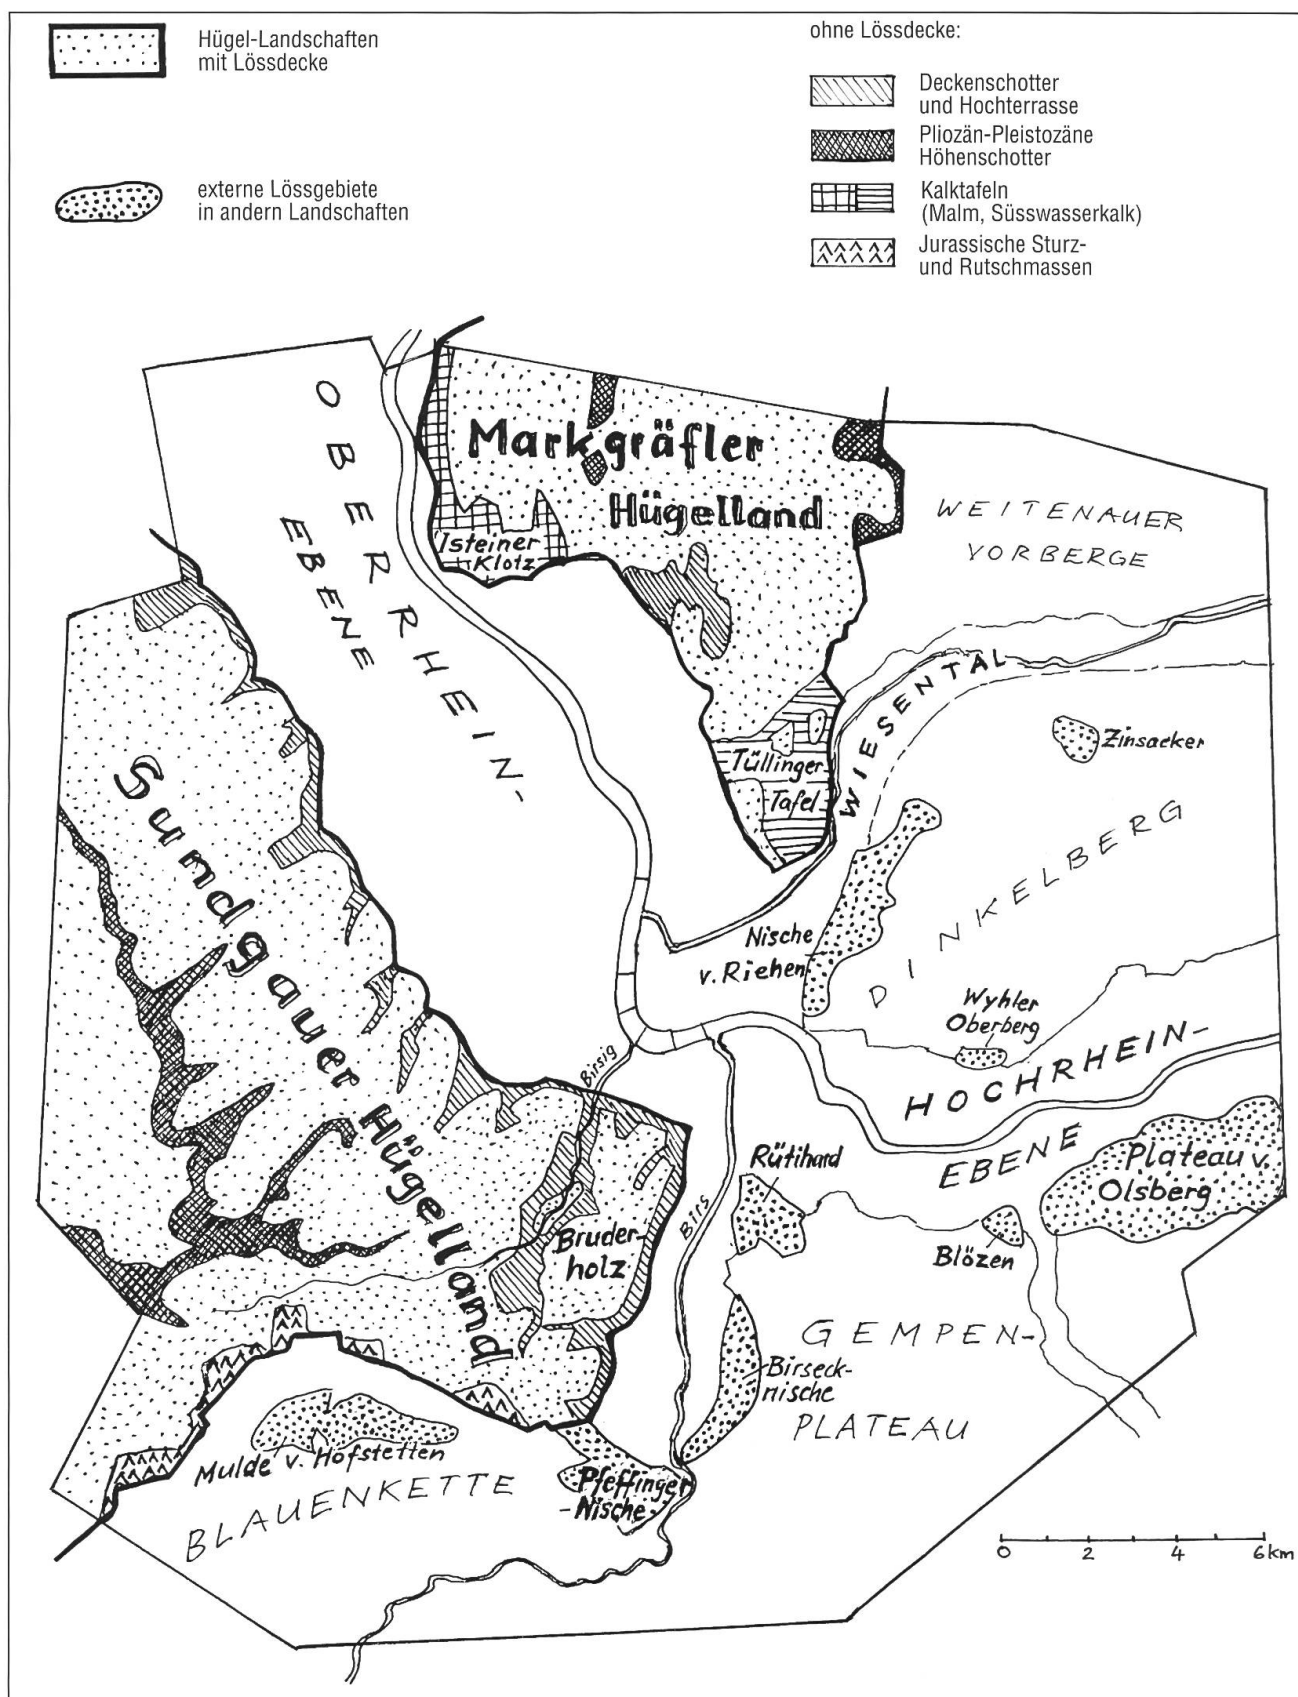 Hügel-Landschaften
mit Lössdecke
externe Lössgebiete
in andern Landschaften
ohne Lössdecke:
Deckenschotter
und Hochterrasse
Pliozän-Pleistozäne
Höhenschotter
Kalktafeln
(Malm, Süsswasserkalk)
Jurassische Sturz-
und Rutschmassen
OBERRHEIN-
EBENE
Markgräfler
Hügelland
Isteiner
Klotz
WEITENAUER
VORBERGE
WIESENTAL
Zinsacker
Tüllinger
Tafel
DINKELBERG
Nische
v. Riehen
Wyhler
Oberberg
Sundgauer Hügelland
Birsig
HOCHRHEIN-
EBENE
Rütihard
Plateau v.
Olsberg
Birs
Bruder-
holz
Blözen
GEMPEN-
PLATEAU
Birseck-
nische
Mulde v. Hofstetten
BLAUENKETTE
Pfeffinger
-Nische
0 2 4 6km